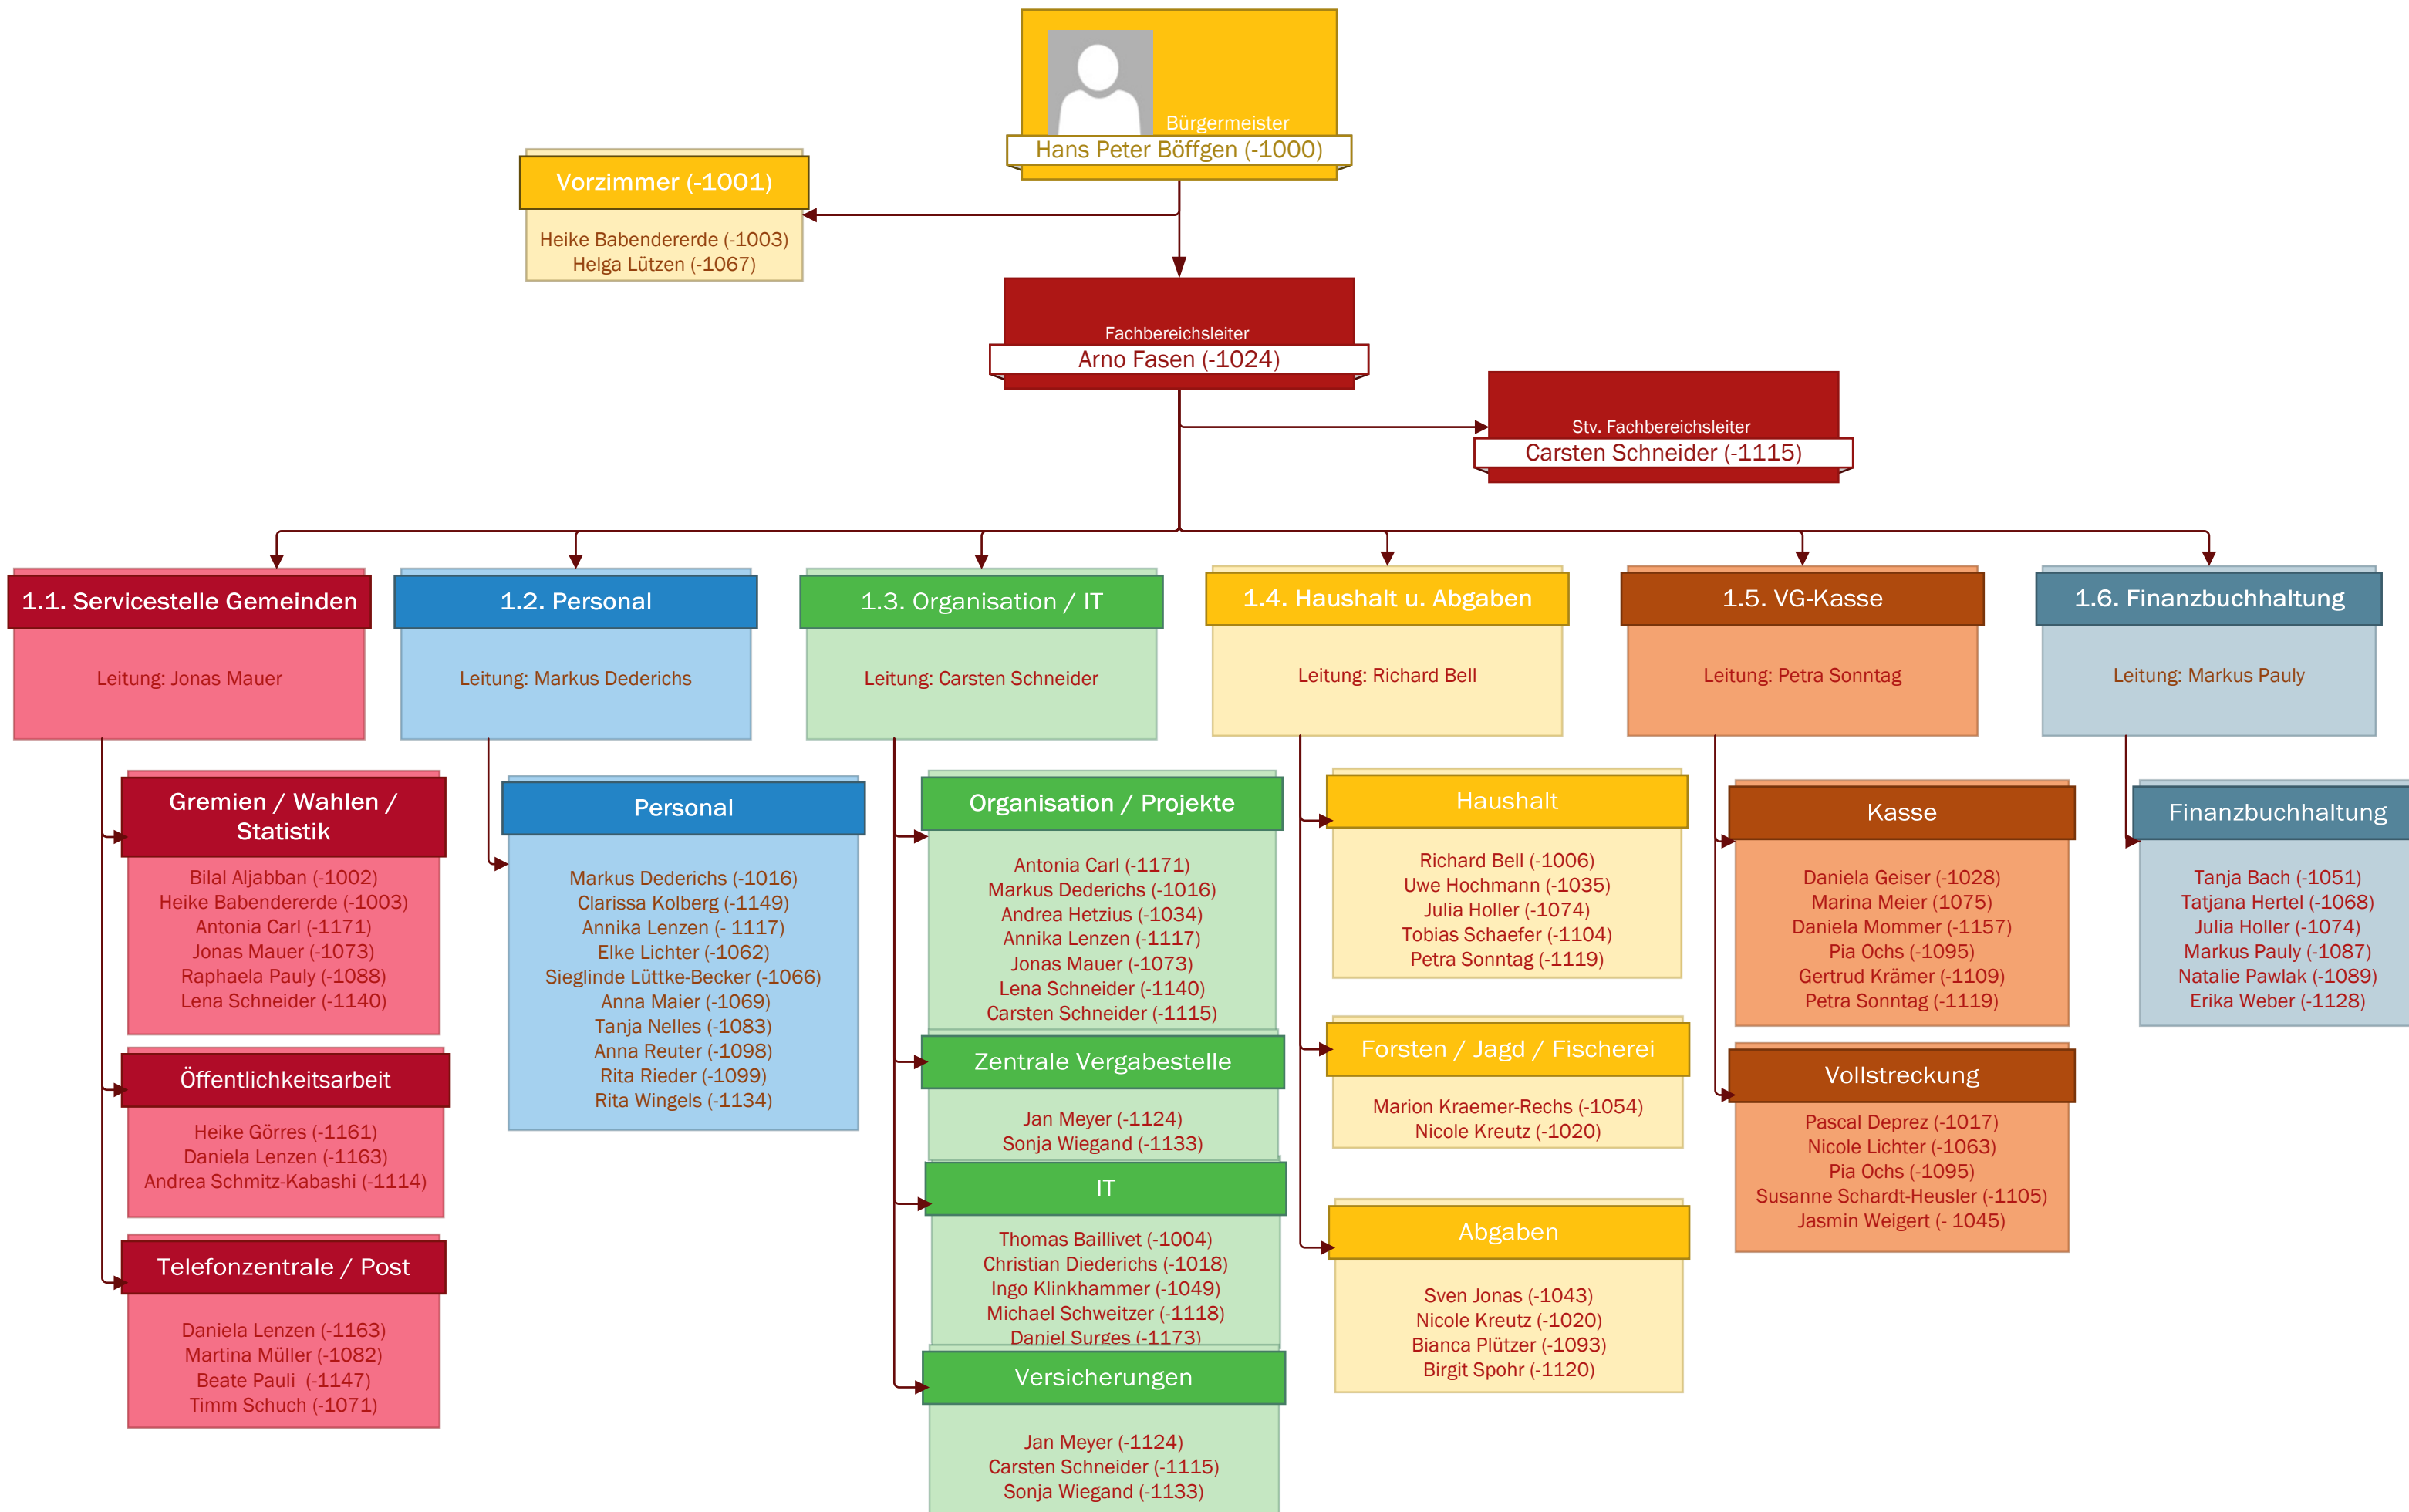 Bürgermeister
Hans Peter Böffgen (-1000)
Vorzimmer (-1001)
Heike Babendererde (-1003)
Helga Lützen (-1067)
Fachbereichsleiter
Arno Fasen (-1024)
Stv. Fachbereichsleiter
Carsten Schneider (-1115)
1.1. Servicestelle Gemeinden
Leitung: Jonas Mauer
Gremien / Wahlen /
Statistik
Bilal Aljabban (-1002)
Heike Babendererde (-1003)
Antonia Carl (-1171)
Jonas Mauer (-1073)
Raphaela Pauly (-1088)
Lena Schneider (-1140)
Öffentlichkeitsarbeit
Heike Görres (-1161)
Daniela Lenzen (-1163)
Andrea Schmitz-Kabashi (-1114)
Telefonzentrale / Post
Daniela Lenzen (-1163)
Martina Müller (-1082)
Beate Pauli  (-1147)
Timm Schuch (-1071)
1.2. Personal
Leitung: Markus Dederichs
Personal
Markus Dederichs (-1016)
Clarissa Kolberg (-1149)
Annika Lenzen (- 1117)
Elke Lichter (-1062)
Sieglinde Lüttke-Becker (-1066)
Anna Maier (-1069)
Tanja Nelles (-1083)
Anna Reuter (-1098)
Rita Rieder (-1099)
Rita Wingels (-1134)
1.3. Organisation / IT
Leitung: Carsten Schneider
Organisation / Projekte
Antonia Carl (-1171)
Markus Dederichs (-1016)
Andrea Hetzius (-1034)
Annika Lenzen (-1117)
Jonas Mauer (-1073)
Lena Schneider (-1140)
Carsten Schneider (-1115)
Zentrale Vergabestelle
Jan Meyer (-1124)
Sonja Wiegand (-1133)
IT
Thomas Baillivet (-1004)
Christian Diederichs (-1018)
Ingo Klinkhammer (-1049)
Michael Schweitzer (-1118)
Daniel Surges (-1173)
Versicherungen
Jan Meyer (-1124)
Carsten Schneider (-1115)
Sonja Wiegand (-1133)
1.4. Haushalt u. Abgaben
Leitung: Richard Bell
Haushalt
Richard Bell (-1006)
Uwe Hochmann (-1035)
Julia Holler (-1074)
Tobias Schaefer (-1104)
Petra Sonntag (-1119)
Forsten / Jagd / Fischerei
Marion Kraemer-Rechs (-1054)
Nicole Kreutz (-1020)
Abgaben
Sven Jonas (-1043)
Nicole Kreutz (-1020)
Bianca Plützer (-1093)
Birgit Spohr (-1120)
1.5. VG-Kasse
Leitung: Petra Sonntag
Kasse
Daniela Geiser (-1028)
Marina Meier (1075)
Daniela Mommer (-1157)
Pia Ochs (-1095)
Gertrud Krämer (-1109)
Petra Sonntag (-1119)
Vollstreckung
Pascal Deprez (-1017)
Nicole Lichter (-1063)
Pia Ochs (-1095)
Susanne Schardt-Heusler (-1105)
Jasmin Weigert (- 1045)
1.6. Finanzbuchhaltung
Leitung: Markus Pauly
Finanzbuchhaltung
Tanja Bach (-1051)
Tatjana Hertel (-1068)
Julia Holler (-1074)
Markus Pauly (-1087)
Natalie Pawlak (-1089)
Erika Weber (-1128)